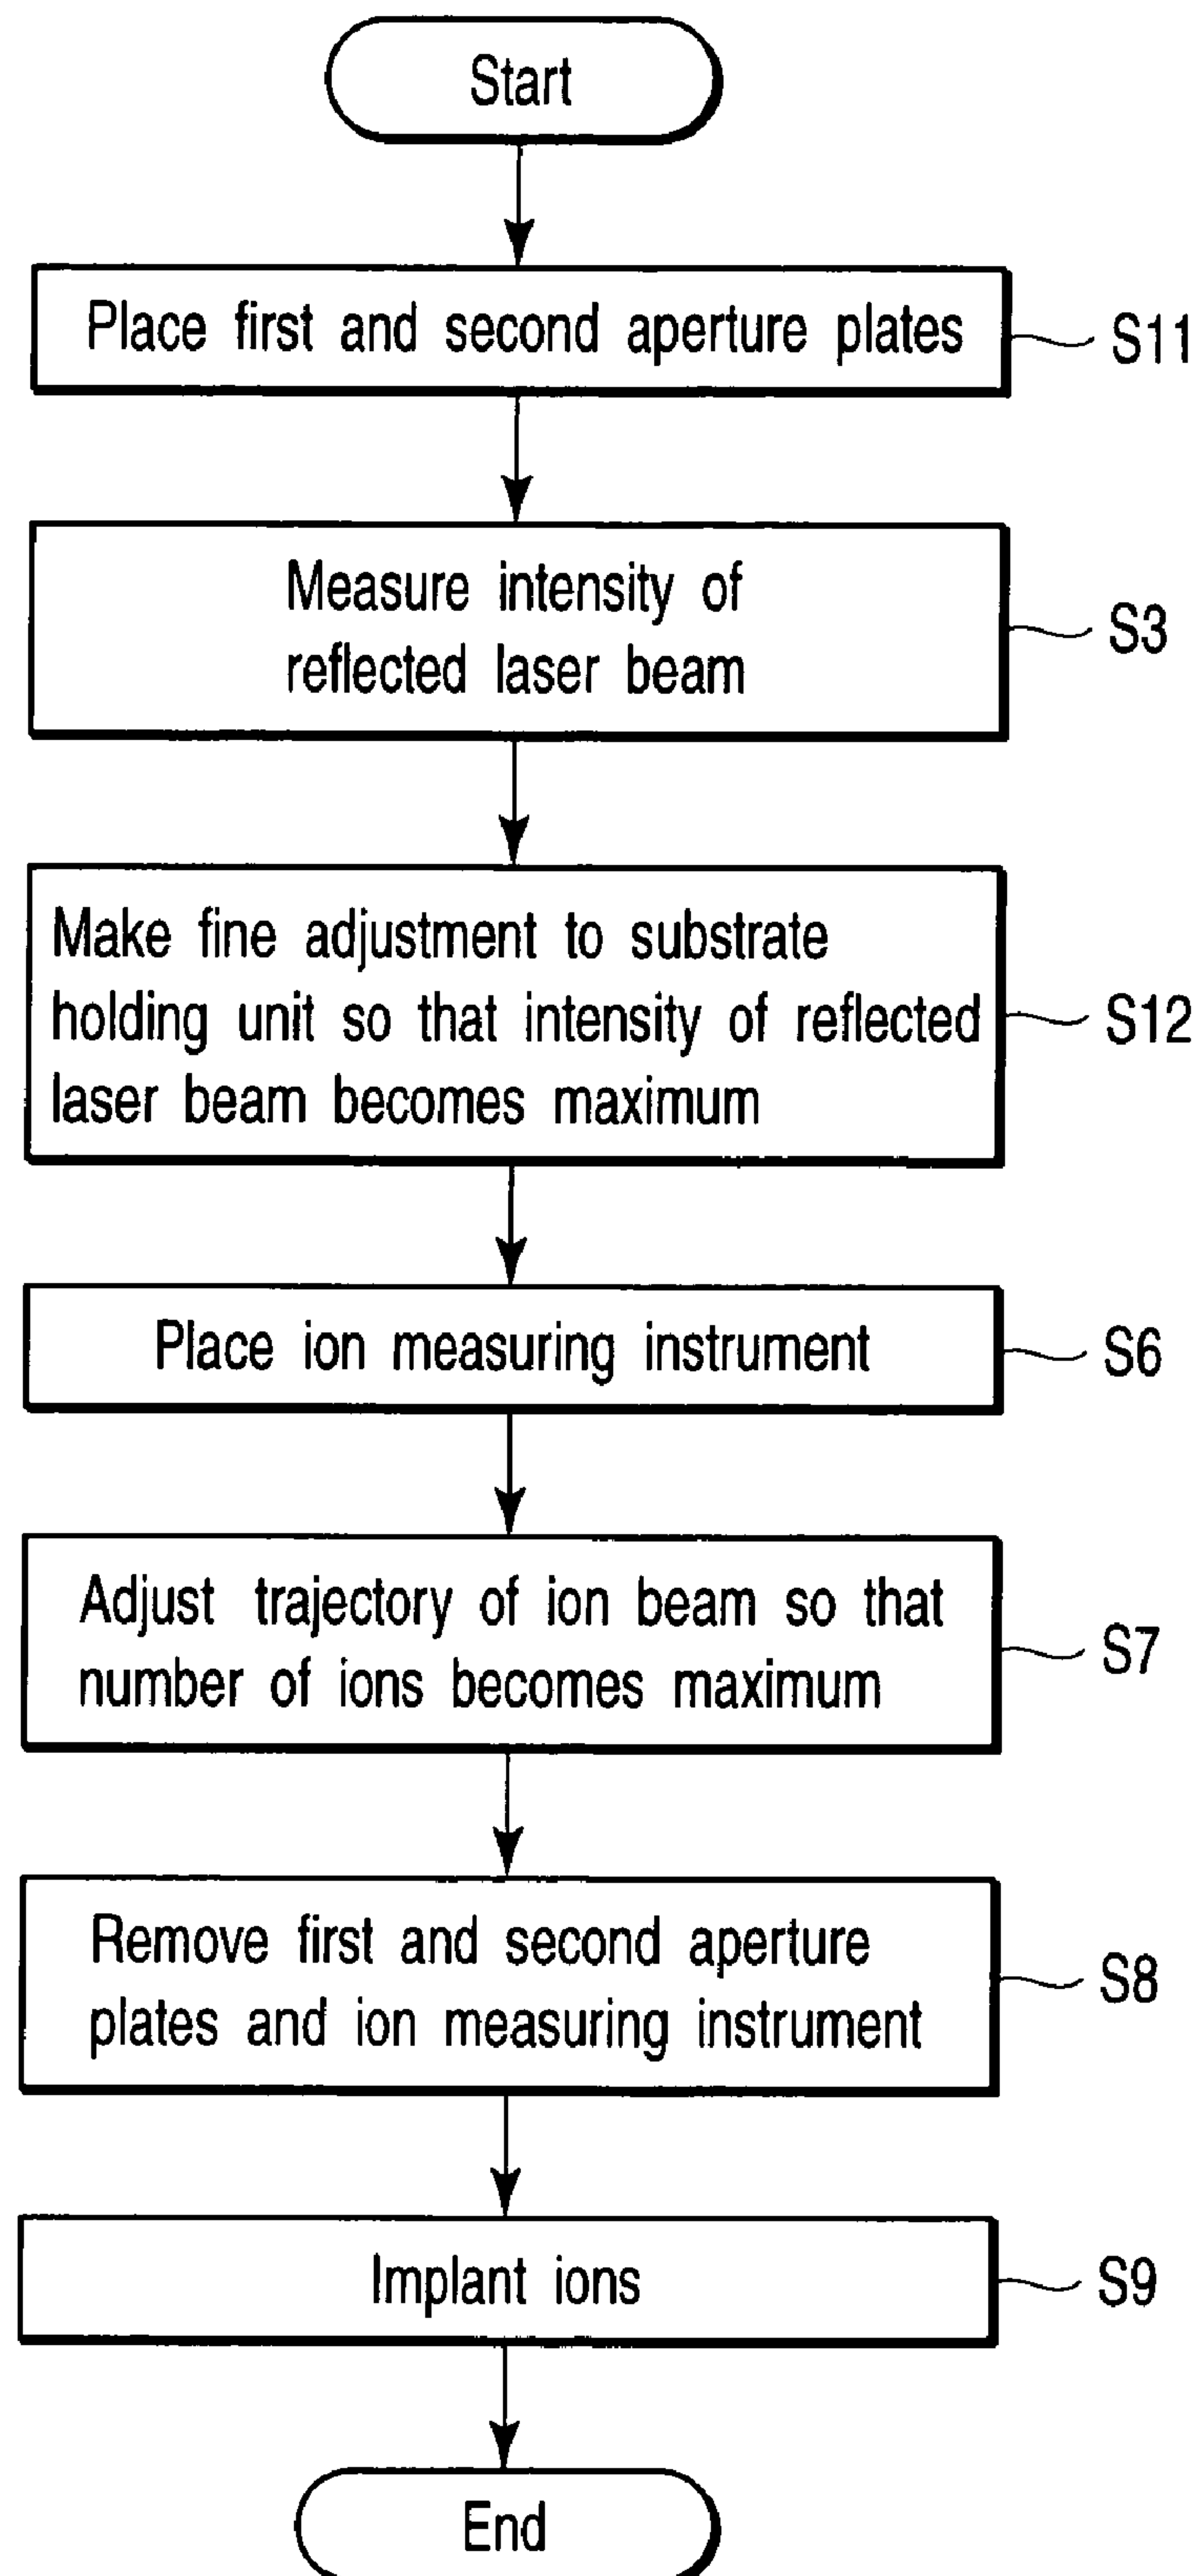 Start
Place first and second aperture plates
S11
Measure intensity of
reflected laser beam
S3
Make fine adjustment to substrate
holding unit so that intensity of reflected
laser beam becomes maximum
S12
Place ion measuring instrument
S6
Adjust trajectory of ion beam so that
number of ions becomes maximum
S7
Remove first and second aperture
plates and ion measuring instrument
S8
Implant ions
S9
End